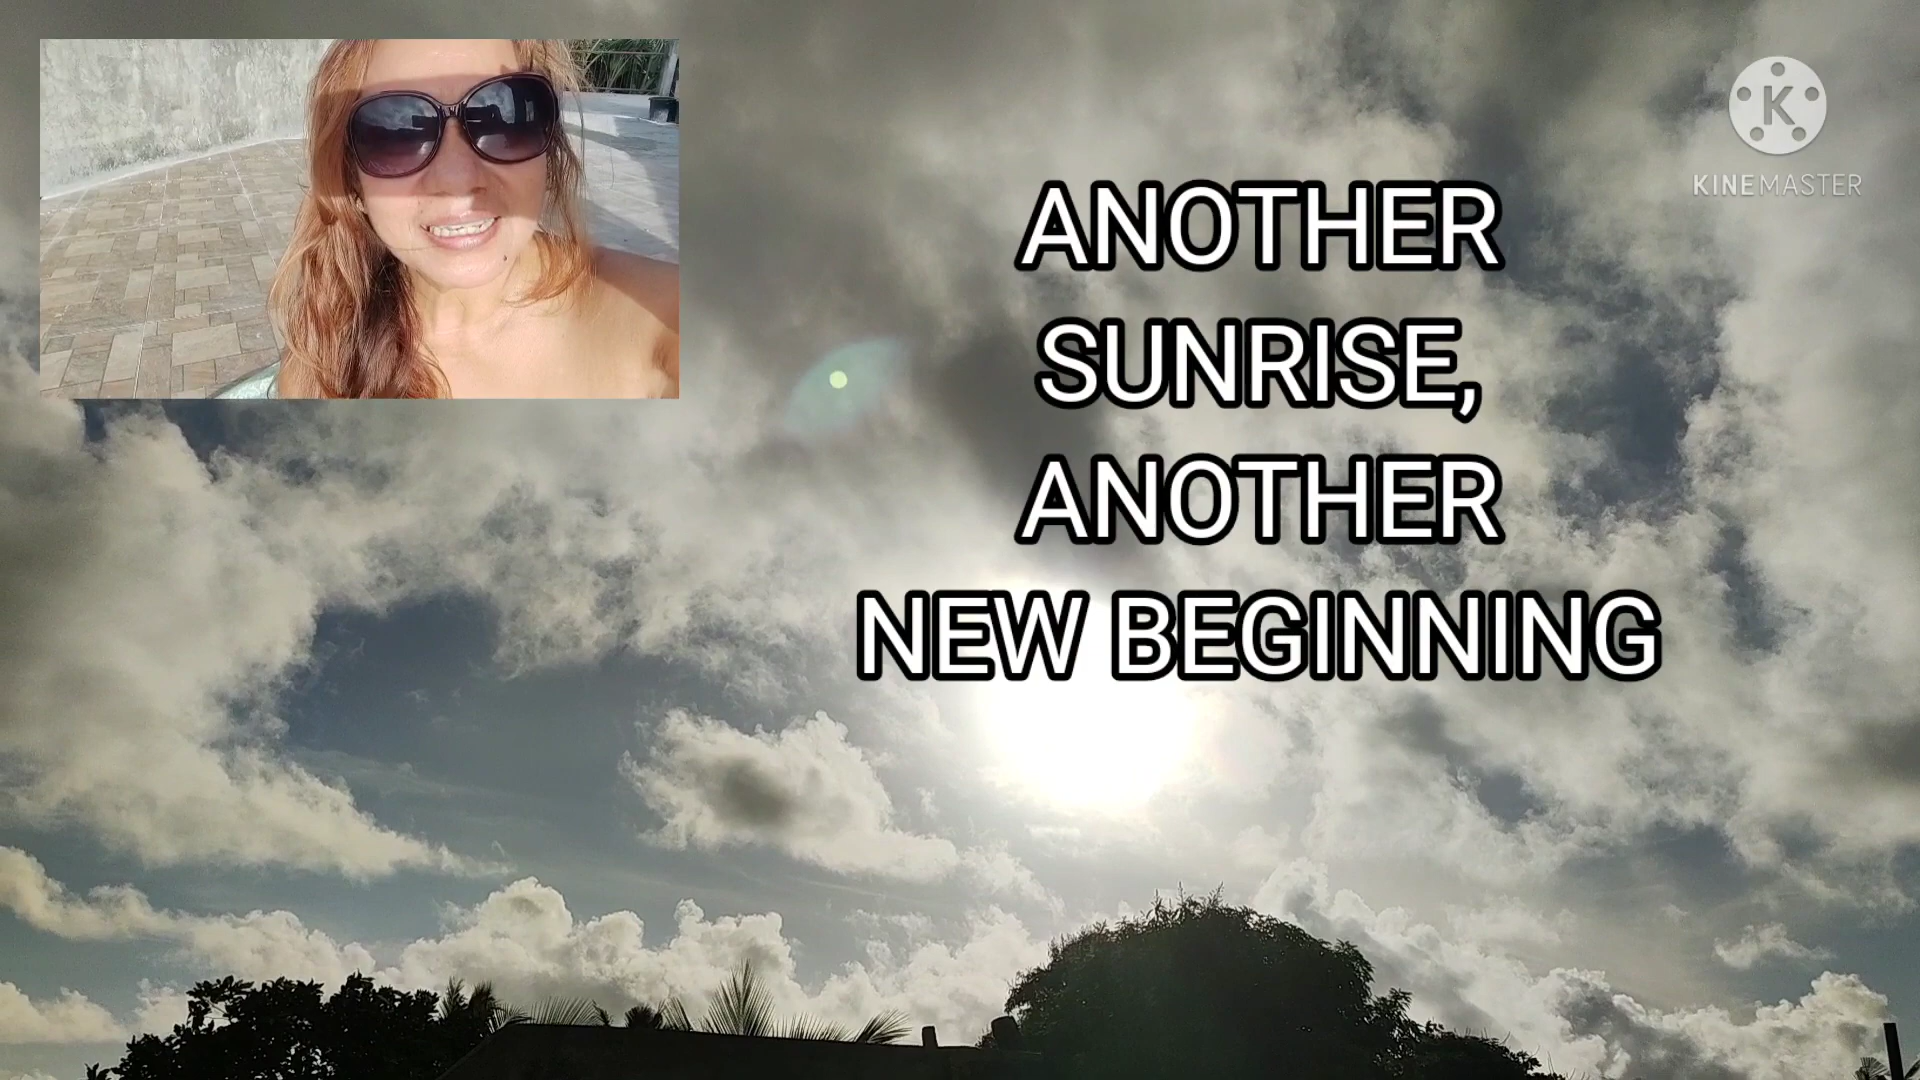 K
KINEMASTER
ANOTHER
SUNRISE,
ANOTHER
NEW BEGINNING